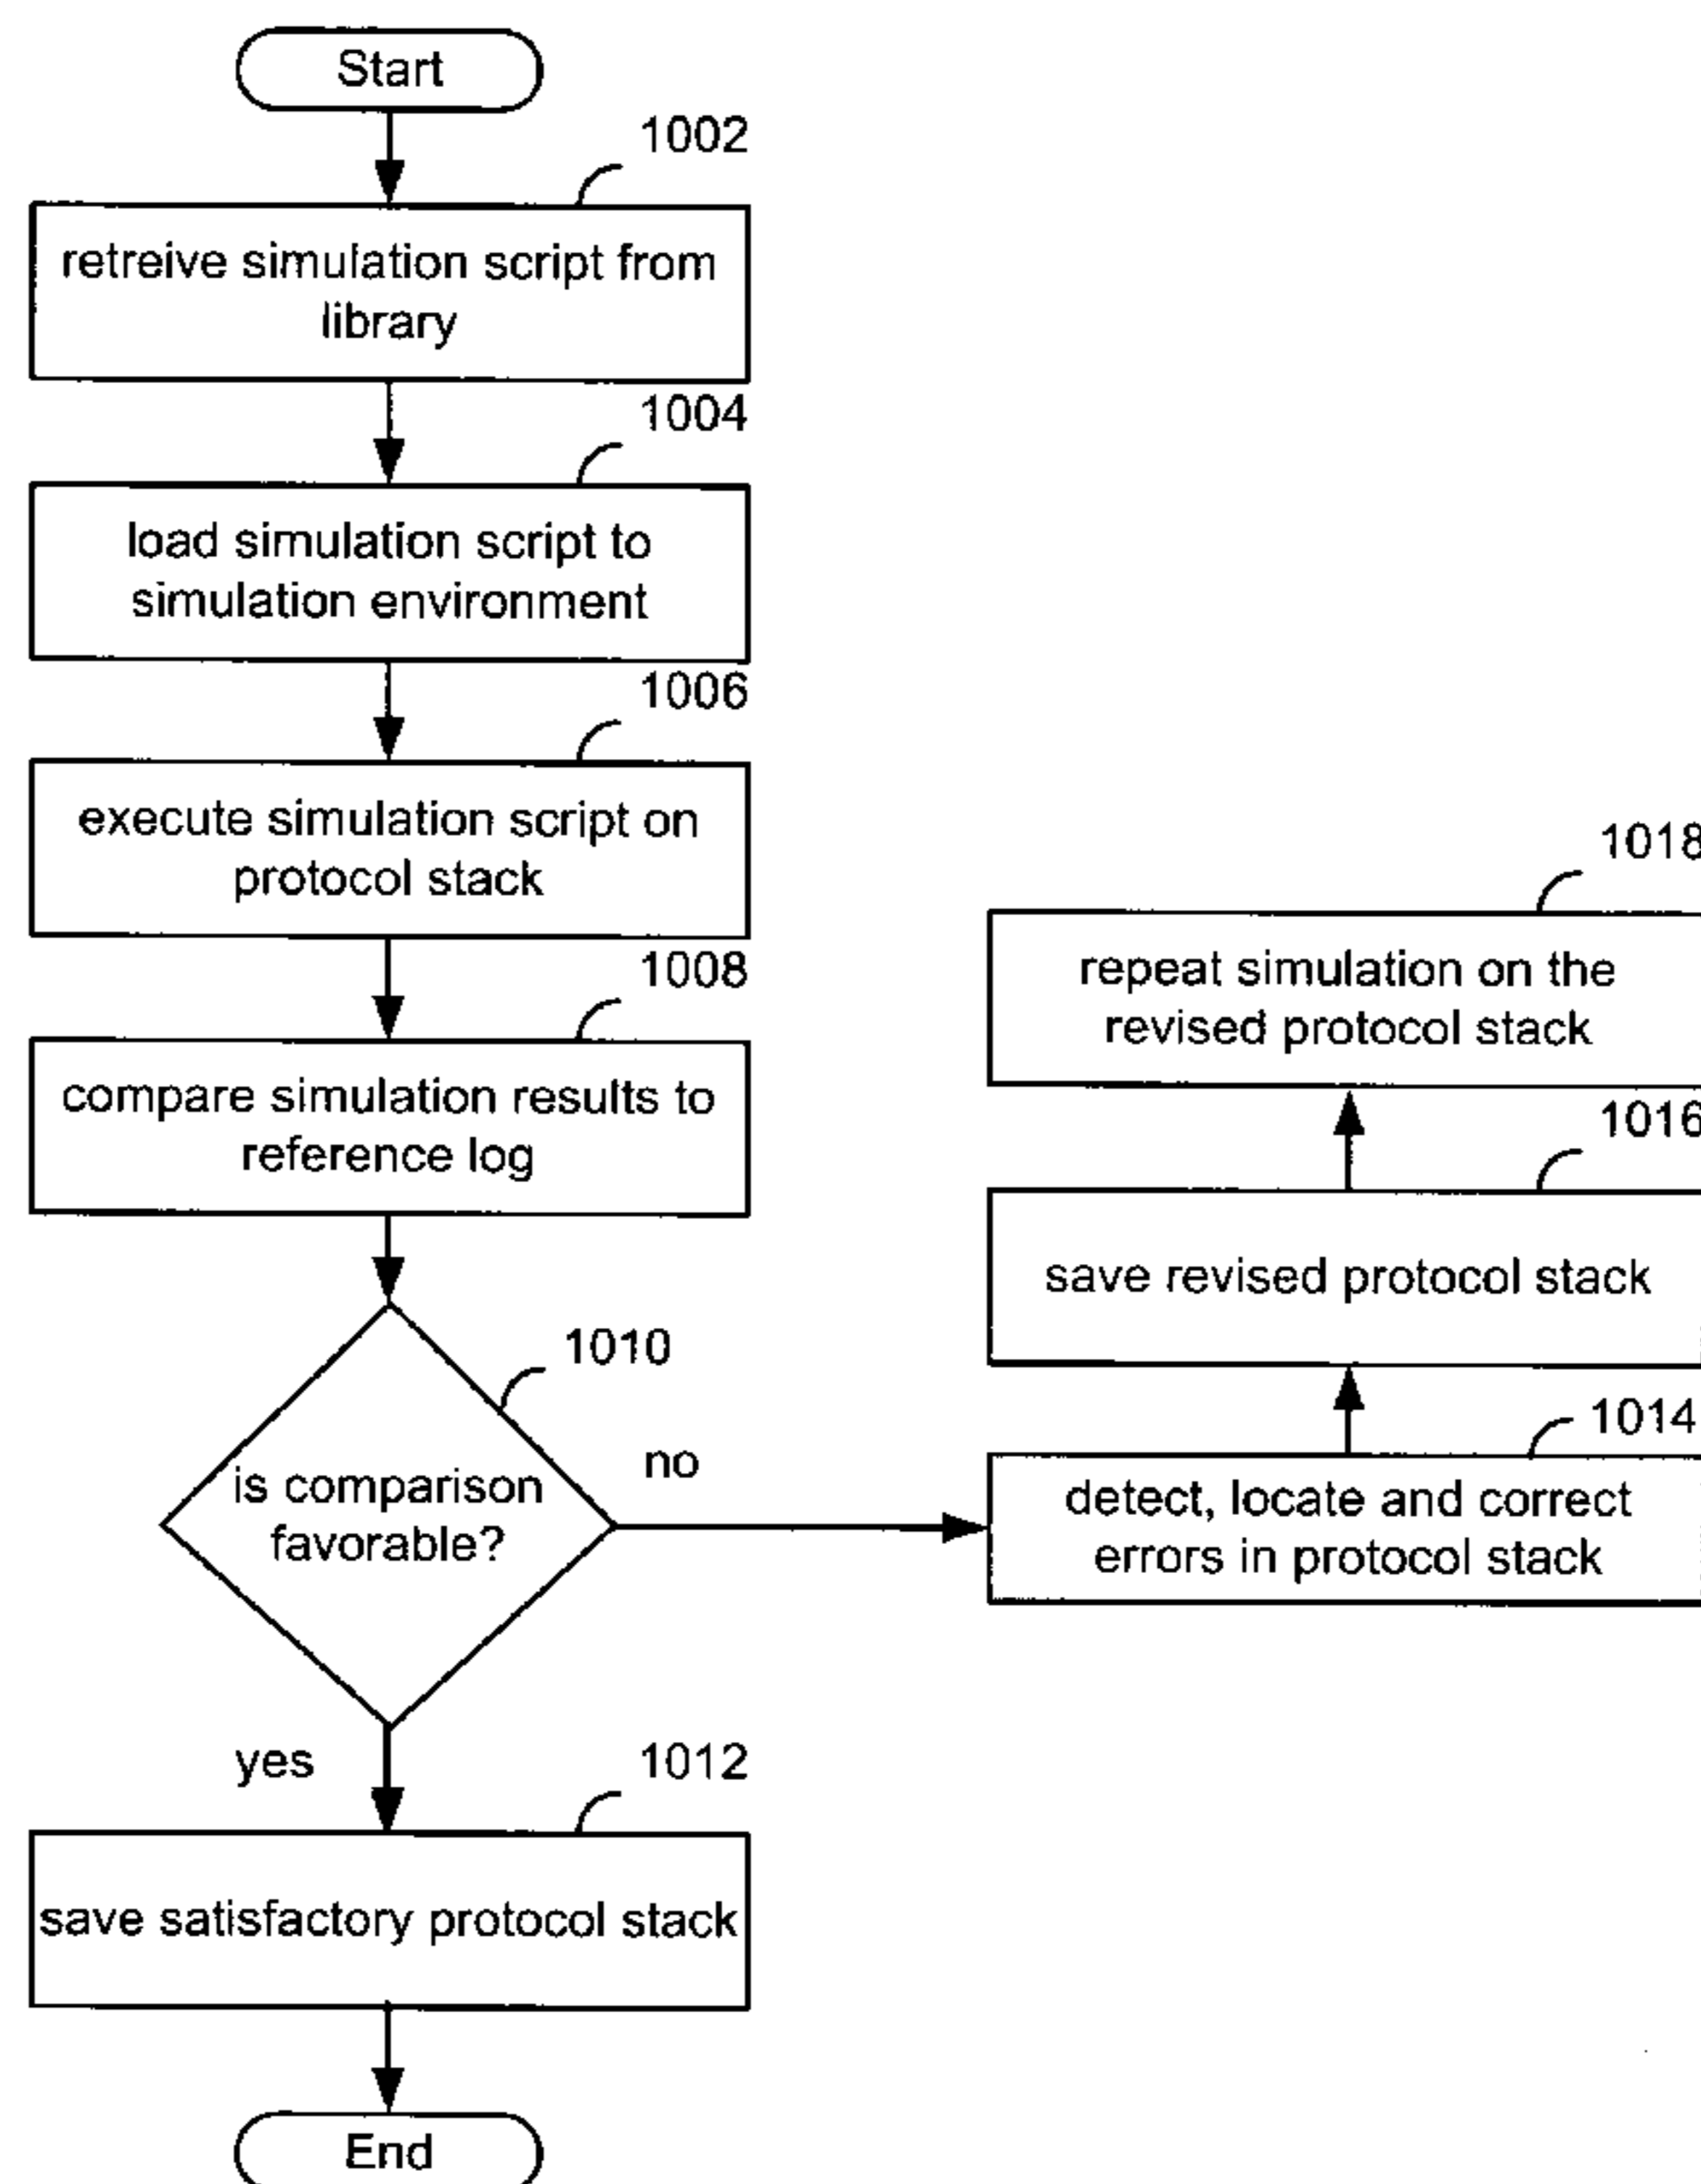 Start
1002
retreive simulation script from
library
1004
load simulation script to
simulation environment
1006
execute simulation script on
protocol stack
1008
compare simulation results to
reference log
1010
is comparison
favorable?
no
yes
1012
save satisfactory protocol stack
End
1018
repeat simulation on the
revised protocol stack
1016
save revised protocol stack
1014
detect, locate and correct
errors in protocol stack